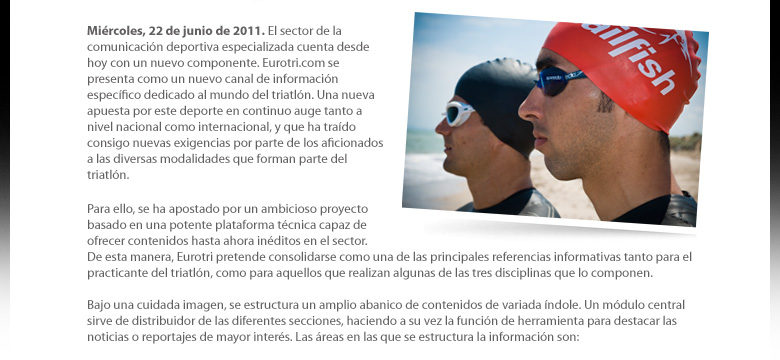 Miércoles, 22 de junio de 2011. El sector de la
comunicación deportiva especializada cuenta desde
hoy con un nuevo componente. Eurotri.com se
presenta como un nuevo canal de información
específico dedicado al mundo del triatlón. Una nueva
apuesta por este deporte en continuo auge tanto a
nivel nacional como internacional, y que ha traído
consigo nuevas exigencias por parte de los aficionados
a las diversas modalidades que forman parte del
triatlón.
Para ello, se ha apostado por un ambicioso proyecto
basado en una potente plataforma técnica capaz de
ofrecer contenidos hasta ahora inéditos en el sector.
De esta manera, Eurotri pretende consolidarse como una de las principales referencias informativas tanto para el
practicante del triatlón, como para aquellos que realizan algunas de las tres disciplinas que lo componen.
Bajo una cuidada imagen, se estructura un amplio abanico de contenidos de variada índole. Un módulo central
sirve de distribuidor de las diferentes secciones, haciendo a su vez la función de herramienta para destacar las
noticias o reportajes de mayor interés. Las áreas en las que se estructura la información son: